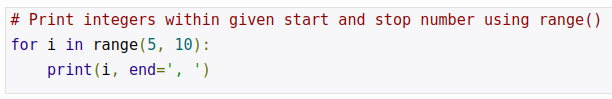 # Print integers within given start and stop number using range()
for i in range(5, 10):
    print(i, end=', ')